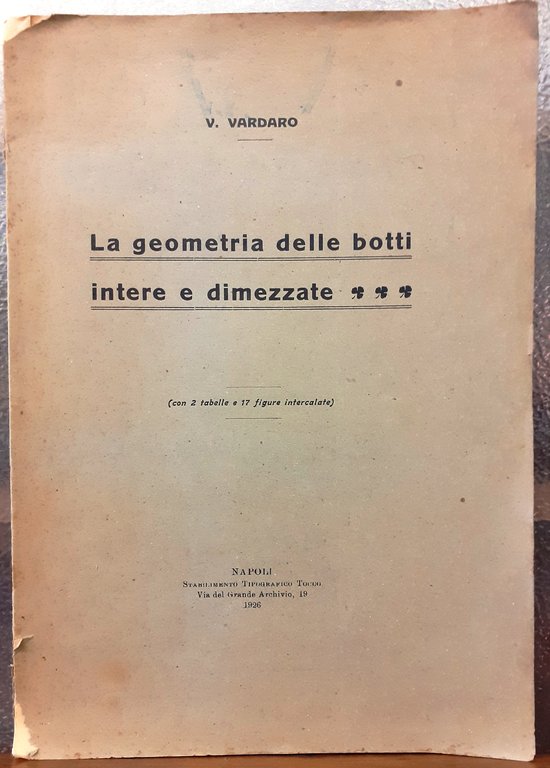 V. VARDARO
La geometria delle botti
intere e dimezzate ☘ ☘ ☘
(con 2 tabelle e 17 figure intercalate)
NAPOLI
STABILIMENTO TIPOGRAFICO TOCCO
Via del Grande Archivio, 19
1926